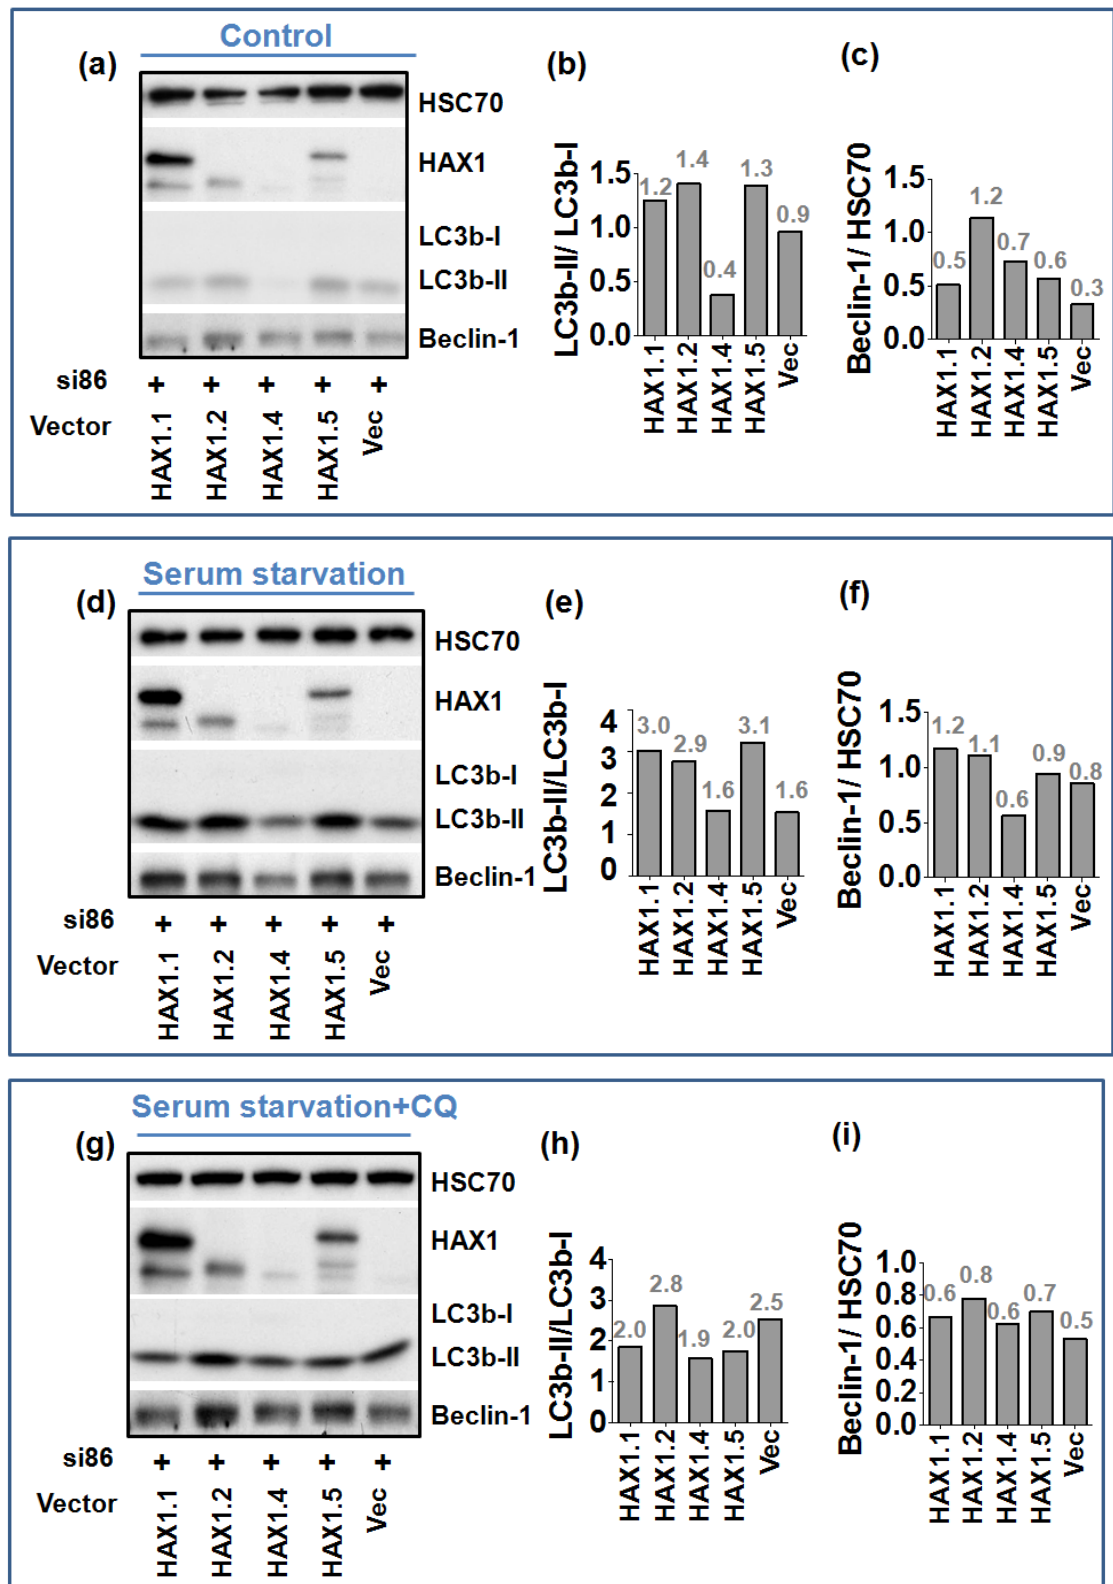 Control
(a)
HSC70
HAX1
LC3b-I
LC3b-II
Beclin-1
si86 + + + + +
Vector HAX1.1 HAX1.2 HAX1.4 HAX1.5 Vec
(b)
LC3b-II/ LC3b-I
1.5
1.0
0.5
0.0
1.2 1.4 0.4 1.3 0.9
HAX1.1 HAX1.2 HAX1.4 HAX1.5 Vec
(c)
Beclin-1/ HSC70
1.5
1.0
0.5
0.0
0.5 1.2 0.7 0.6 0.3
HAX1.1 HAX1.2 HAX1.4 HAX1.5 Vec
Serum starvation
(d)
HSC70
HAX1
LC3b-I
LC3b-II
Beclin-1
si86 + + + + +
Vector HAX1.1 HAX1.2 HAX1.4 HAX1.5 Vec
(e)
LC3b-II/LC3b-I
4
3
2
1
0
3.0 2.9 1.6 3.1 1.6
HAX1.1 HAX1.2 HAX1.4 HAX1.5 Vec
(f)
Beclin-1/ HSC70
1.5
1.0
0.5
0.0
1.2 1.1 0.6 0.9 0.8
HAX1.1 HAX1.2 HAX1.4 HAX1.5 Vec
Serum starvation+CQ
(g)
HSC70
HAX1
LC3b-I
LC3b-II
Beclin-1
si86 + + + + +
Vector HAX1.1 HAX1.2 HAX1.4 HAX1.5 Vec
(h)
LC3b-II/LC3b-I
4
3
2
1
0
2.0 2.8 1.9 2.0 2.5
HAX1.1 HAX1.2 HAX1.4 HAX1.5 Vec
(i)
Beclin-1/ HSC70
1.0
0.8
0.6
0.4
0.2
0.0
0.6 0.8 0.6 0.7 0.5
HAX1.1 HAX1.2 HAX1.4 HAX1.5 Vec